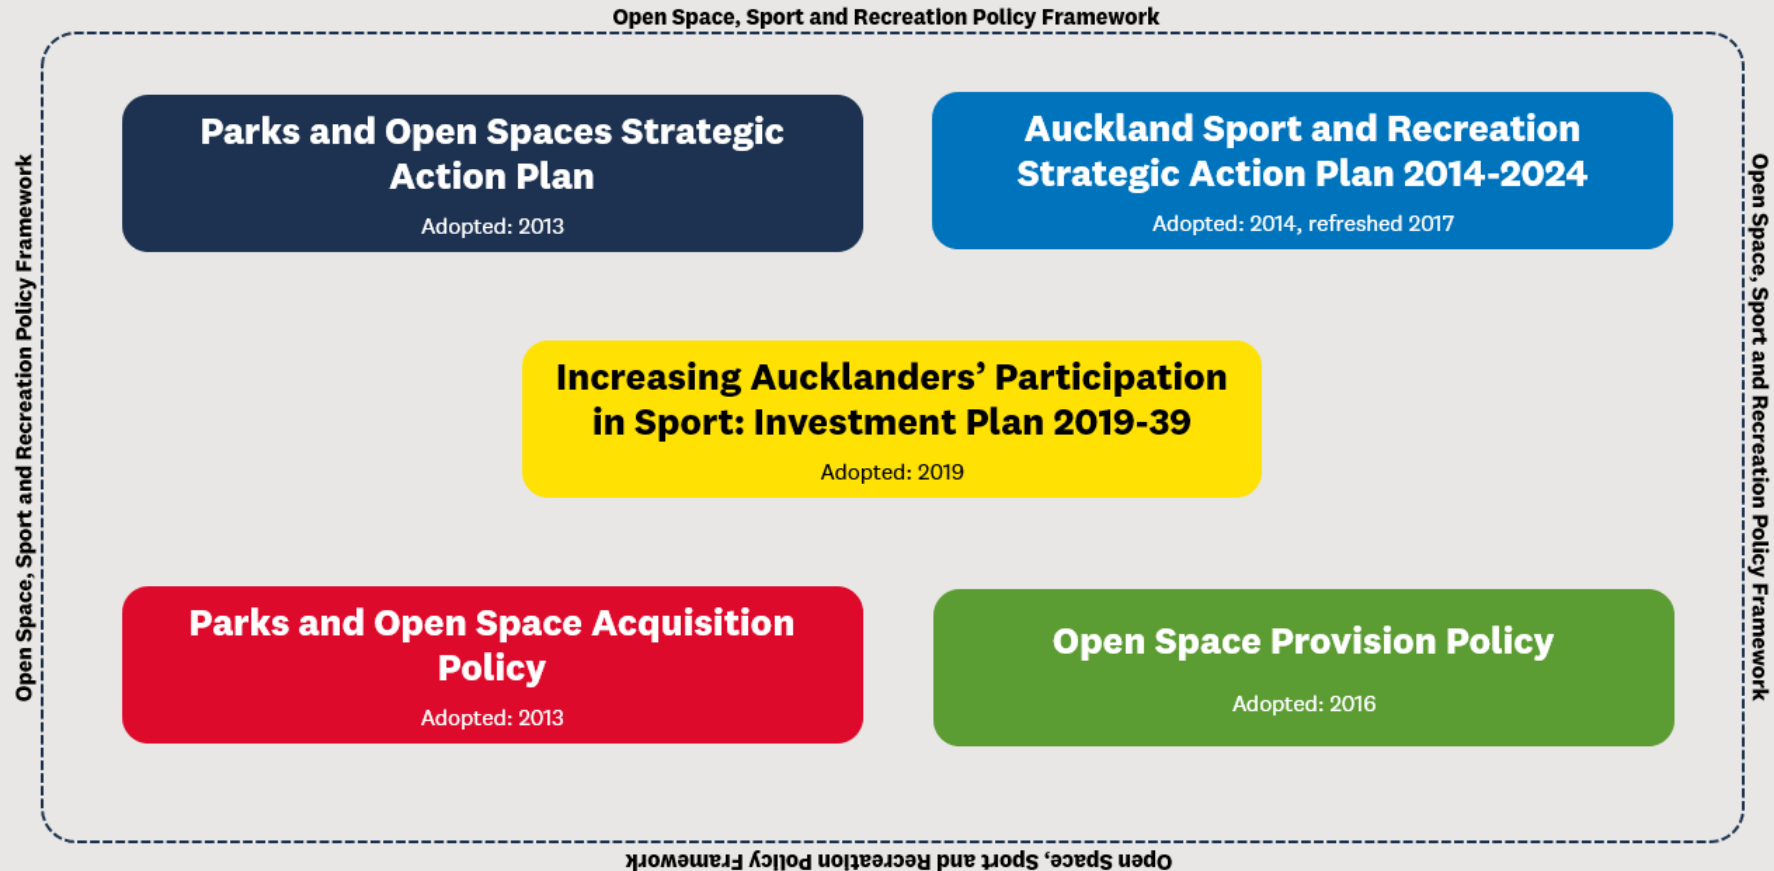 Open Space, Sport and Recreation Policy Framework
Parks and Open Spaces Strategic
Action Plan
Adopted: 2013
Auckland Sport and Recreation
Strategic Action Plan 2014-2024
Adopted: 2014, refreshed 2017
Open Space, Sport and Recreation Policy Framework
Open Space, Sport and Recreation Policy Framework
Increasing Aucklanders’ Participation
in Sport: Investment Plan 2019-39
Adopted: 2019
Parks and Open Space Acquisition
Policy
Adopted: 2013
Open Space Provision Policy
Adopted: 2016
Open Space, Sport and Recreation Policy Framework